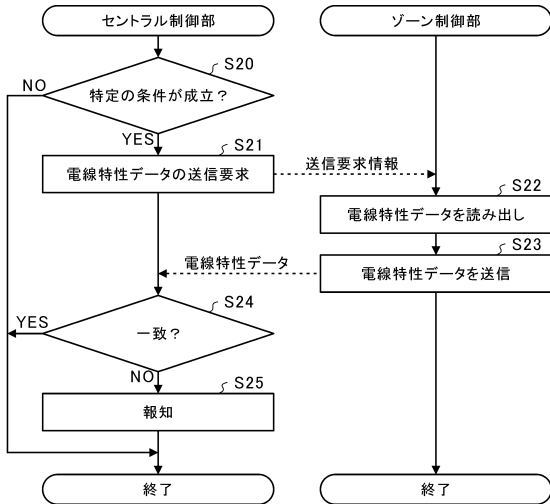 セントラル制御部
ゾーン制御部
S20
NO
特定の条件が成立？
YES
S21
電線特性データの送信要求
送信要求情報
S22
電線特性データを読み出し
S23
電線特性データ
電線特性データを送信
S24
YES
一致？
NO
S25
報知
終了
終了